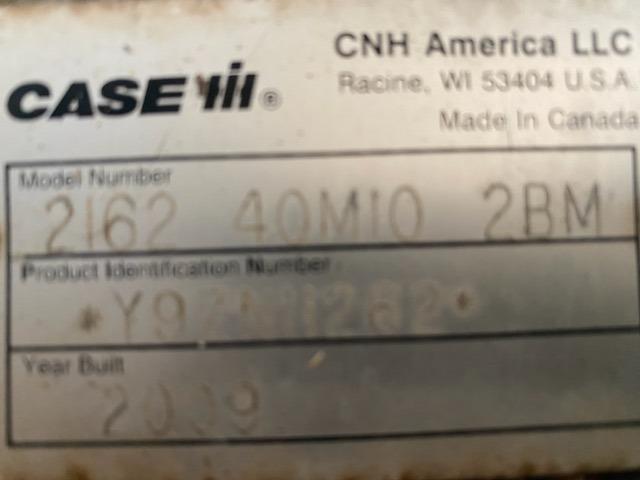 CNH America LLC
CASE IH®
Racine, WI 53404 U.S.A.
Made In Canada
Model Number
2162 40M10 2BM
Product Identification Number
Year Built
2009